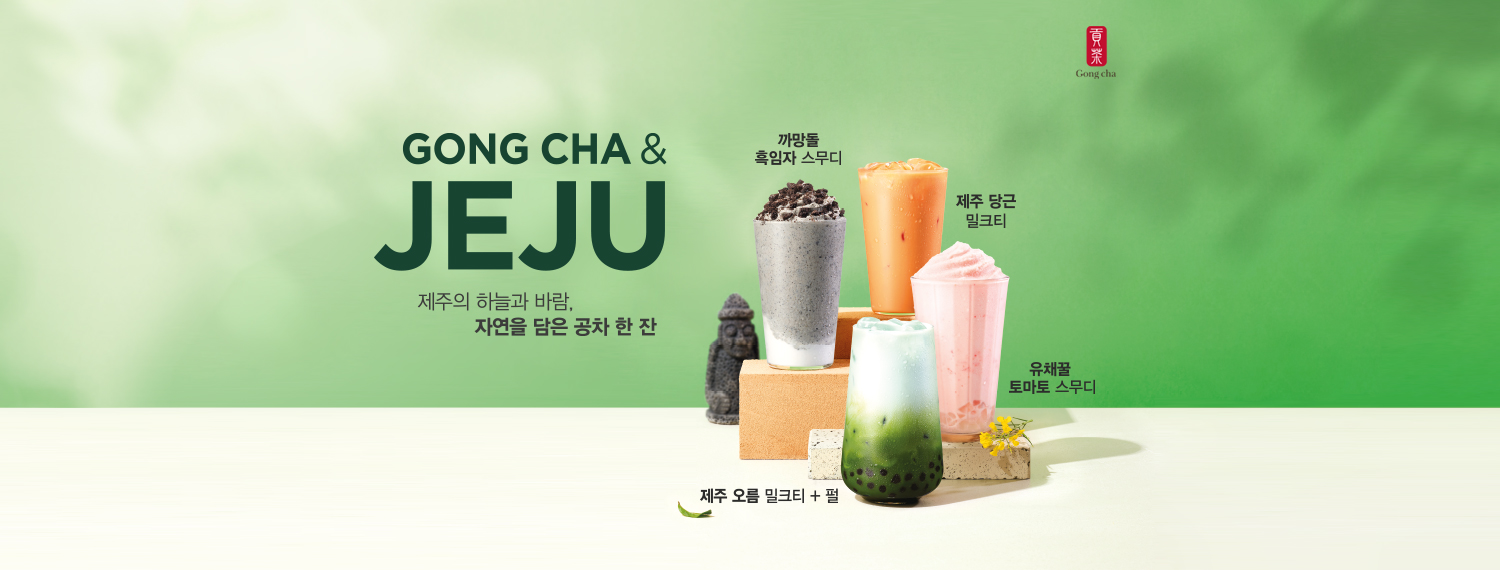 貢茶
Gong cha
GONG CHA &
JEJU
제주의 하늘과 바람,
자연을 담은 공차 한 잔
까망돌
흑임자 스무디
제주 당근
밀크티
유채꿀
토마토 스무디
제주 오름 밀크티 + 펄